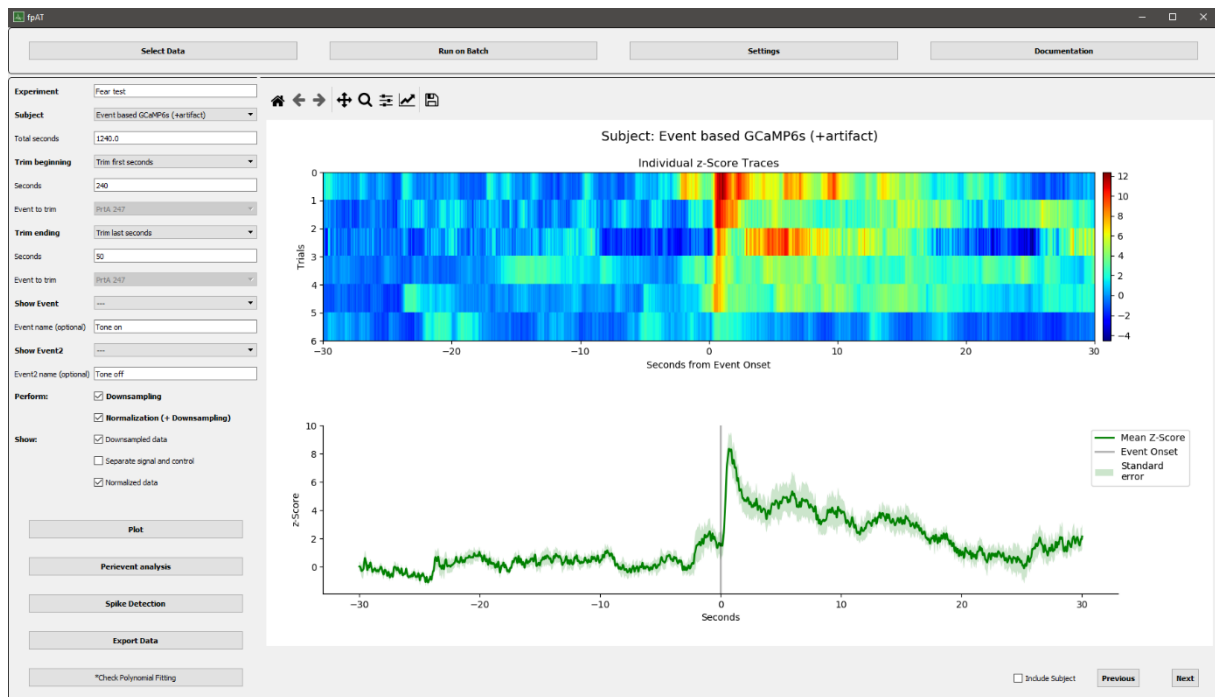 fpAT
Select Data
Run on Batch
Settings
Documentation
Experiment
Fear test
Subject
Event based GCaMP6s (+artifact)
Total seconds
1240.0
Trim beginning
Trim first seconds
Seconds
240
Event to trim
PrtA 247
Trim ending
Trim last seconds
Seconds
50
Event to trim
PrtA 247
Show Event
---
Event name (optional)
Tone on
Show Event2
---
Event2 name (optional)
Tone off
Perform:
Downsampling
Normalization (+ Downsampling)
Show:
Downsampled data
Separate signal and control
Normalized data
Plot
Perievent analysis
Spike Detection
Export Data
*Check Polynomial Fitting
Subject: Event based GCaMP6s (+artifact)
Individual z-Score Traces
Trials
0
1
2
3
4
5
6
−30
−20
−10
0
10
20
30
Seconds from Event Onset
12
10
8
6
4
2
0
−2
−4
z-Score
10
8
6
4
2
0
−30
−20
−10
0
10
20
30
Seconds
Mean Z-Score
Event Onset
Standard
error
Include Subject
Previous
Next